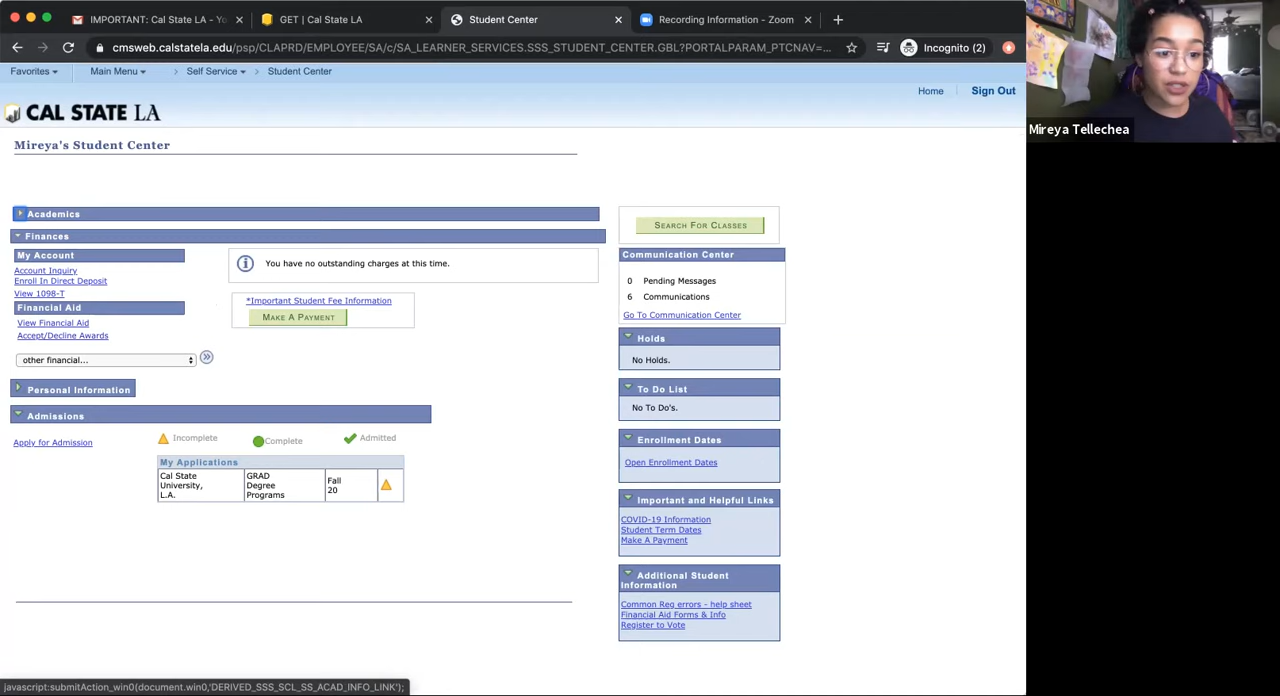 IMPORTANT: Cal State LA - Yo
GET | Cal State LA
Student Center
Recording Information - Zoom
cmsweb.calstatela.edu/psp/CLAPRD/EMPLOYEE/SA/c/SA_LEARNER_SERVICES.SSS_STUDENT_CENTER.GBL?PORTALPARAM_PTCNAV=...
Incognito (2)
Favorites
Main Menu
Self Service
Student Center
Home
Sign Out
CAL STATE LA
Mireya Tellechea
Mireya's Student Center
Academics
Finances
My Account
Account Inquiry
Enroll In Direct Deposit
View 1098-T
Financial Aid
View Financial Aid
Accept/Decline Awards
other financial...
You have no outstanding charges at this time.
*Important Student Fee Information
MAKE A PAYMENT
Personal Information
Admissions
Apply for Admission
Incomplete
Complete
Admitted
My Applications
Cal State University, L.A.
GRAD Degree Programs
Fall 20
SEARCH FOR CLASSES
Communication Center
0 Pending Messages
6 Communications
Go To Communication Center
Holds
No Holds.
To Do List
No To Do's.
Enrollment Dates
Open Enrollment Dates
Important and Helpful Links
COVID-19 Information
Student Term Dates
Make A Payment
Additional Student
Information
Common Reg errors - help sheet
Financial Aid Forms & Info
Register to Vote
javascript:submitAction_win0(document.win0,'DERIVED_SSS_SCL_SS_ACAD_INFO_LINK');